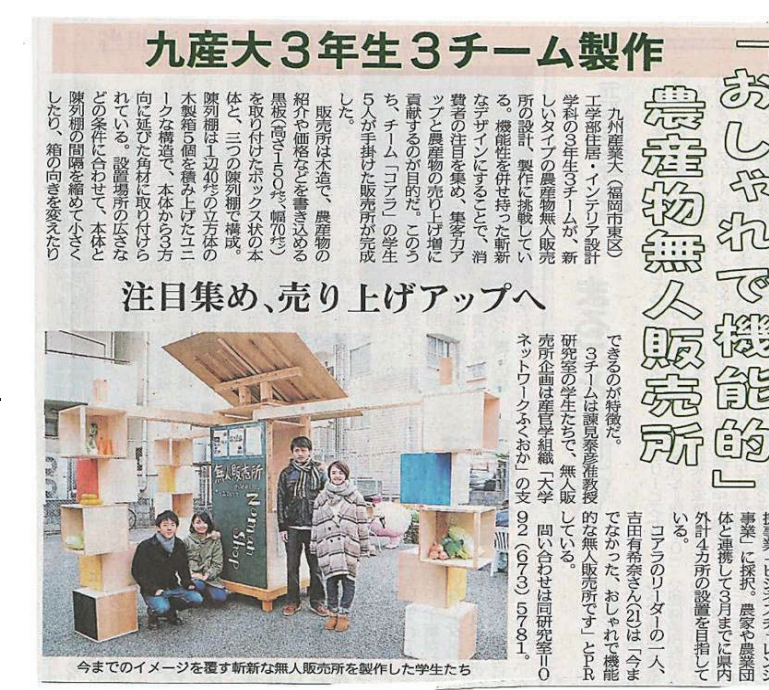 九産大3年生3チーム製作
「おしゃれで機能的」
農産物無人販売所
九州産業大(福岡市東区)
工学部住居・インテリア設計
学科の3年生3チームが、新
しいタイプの農産物無人販売
所の設計、製作に挑戦してい
る。機能性を併せ持った斬新
なデザインにすることで、消
費者の注目を集め、集客力ア
ップと農産物の売り上げ増に
貢献するのが目的だ。このう
ち、チーム「コアラ」の学生
5人が手掛けた販売所が完成
した。
販売所は木造で、農産物の
紹介や価格などを書き込める
黒板(高さ150㌢、幅70㌢)
を取り付けたボックス状の本
体と、三つの陳列棚で構成。
陳列棚は1辺40㌢の立方体の
木製箱5個を積み上げたユニ
ークな構造で、本体から3方
向に延びた角材に取り付けら
れている。設置場所の広さな
どの条件に合わせて、本体と
陳列棚の間隔を縮めて小さく
したり、箱の向きを変えたり
注目集め、売り上げアップへ
できるのが特徴だ。
3チームは諫見泰彦准教授
研究室の学生たちで、無人販
売所企画は産官学組織「大学
ネットワークふくおか」の支
事業」に採択。農家や農業団
体と連携して3月までに県内
外計4カ所の設置を目指して
いる。
コアラのリーダーの一人、
吉田有希奈さん(21)は「今ま
でなかった、おしゃれで機能
的な無人販売所です」とPR
している。
問い合わせは同研究室=0
92(673)5781。
無人販売所
Nomad
Shop
今までのイメージを覆す斬新な無人販売所を製作した学生たち